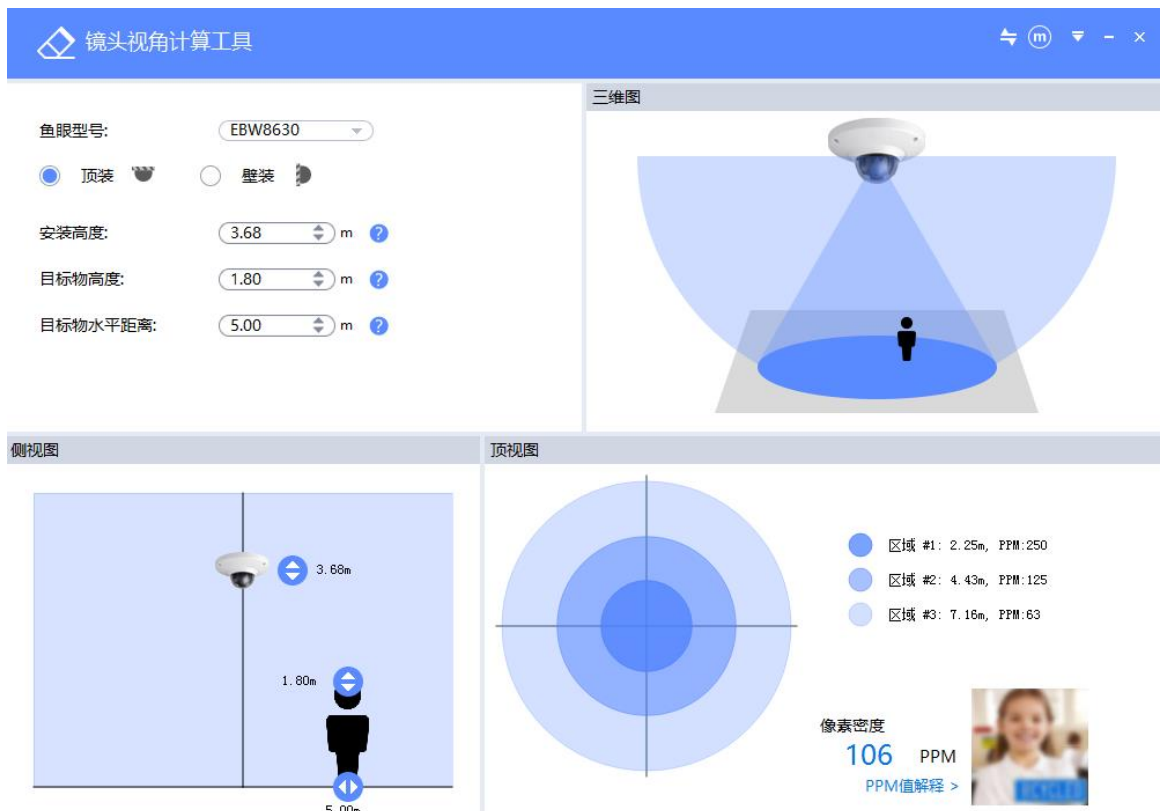 镜头视角计算工具
m
鱼眼型号: EBW8630
顶装 壁装
安装高度: 3.68 m ?
目标物高度: 1.80 m ?
目标物水平距离: 5.00 m ?
三维图
侧视图
3.68m
1.80m
5.00m
顶视图
区域 #1: 2.25m, PPM:250
区域 #2: 4.43m, PPM:125
区域 #3: 7.16m, PPM:63
像素密度
106 PPM
PPM值解释 >